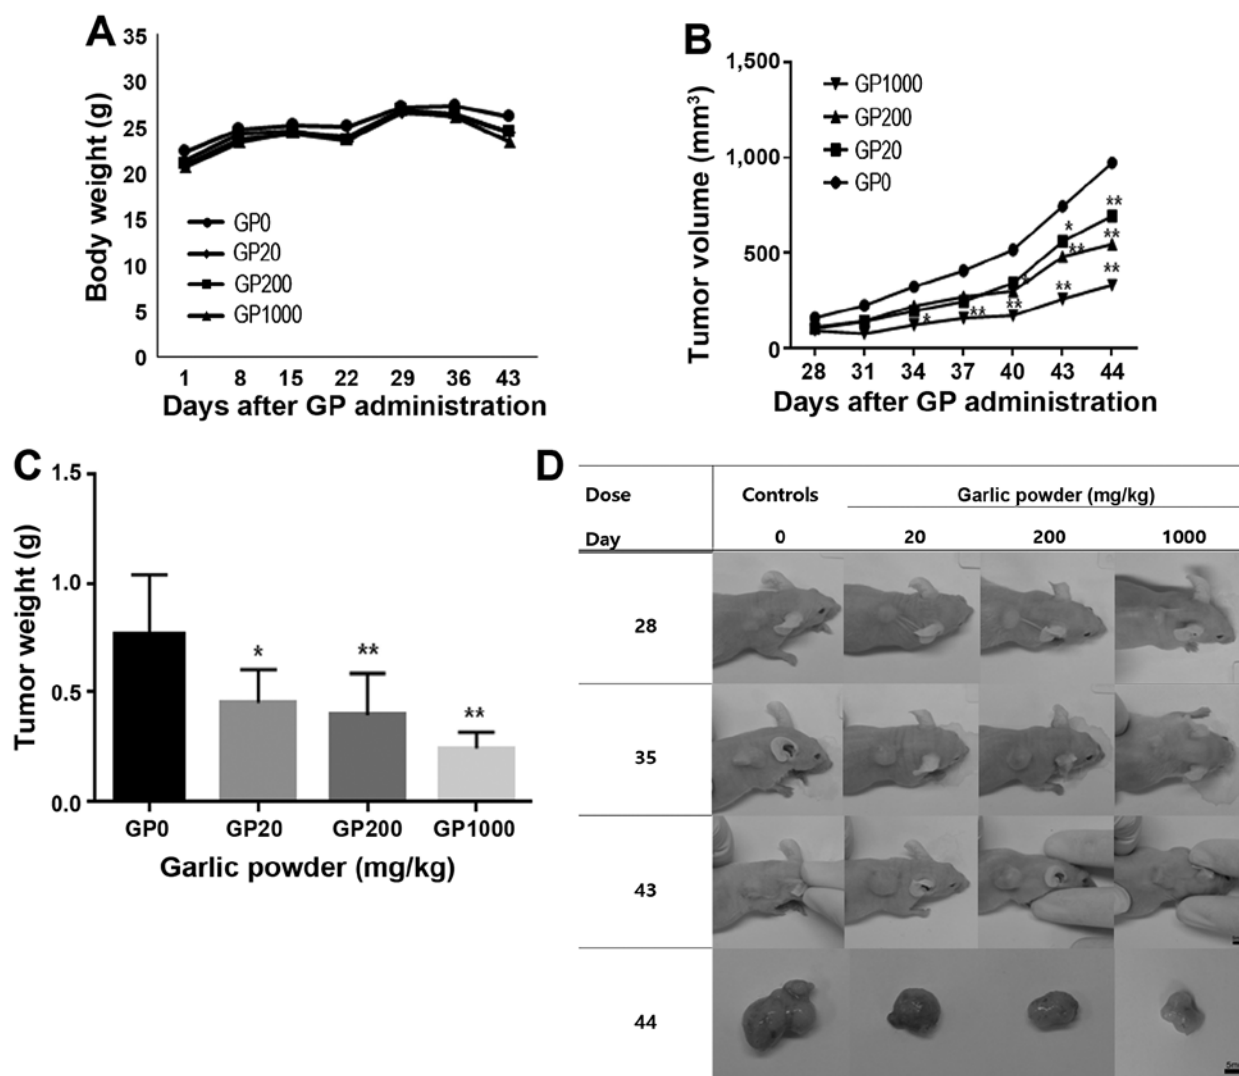 A
35
30
25
20
15
10
5
0
Body weight (g)
GP0
GP20
GP200
GP1000
1 8 15 22 29 36 43
Days after GP administration
B
1,500
1,000
500
0
Tumor volume (mm³)
GP1000
GP200
GP20
GP0
**
*
**
**
**
**
*
**
**
*
28 31 34 37 40 43 44
Days after GP administration
C
1.5
1.0
0.5
0.0
Tumor weight (g)
*
**
**
GP0 GP20 GP200 GP1000
Garlic powder (mg/kg)
D
Dose Controls Garlic powder (mg/kg)
Day 0 20 200 1000
28
35
43
44